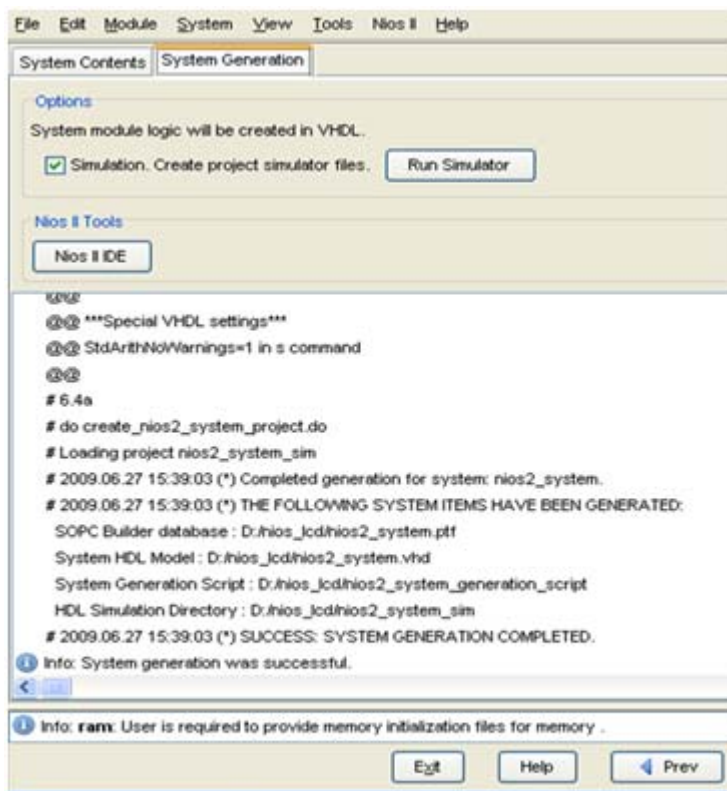 File Edit Module System View Tools Nios II Help
System Contents System Generation
Options
System module logic will be created in VHDL.
Simulation. Create project simulator files. Run Simulator
Nios II Tools
Nios II IDE
@@
@@ ***Special VHDL settings***
@@ StdArithNoWarnings=1 in s command
@@
# 6.4a
# do create_nios2_system_project.do
# Loading project nios2_system_sim
# 2009.06.27 15:39:03 (*) Completed generation for system: nios2_system.
# 2009.06.27 15:39:03 (*) THE FOLLOWING SYSTEM ITEMS HAVE BEEN GENERATED:
SOPC Builder database : D:/nios_lcd/nios2_system.ptf
System HDL Model : D:/nios_lcd/nios2_system.vhd
System Generation Script : D:/nios_lcd/nios2_system_generation_script
HDL Simulation Directory : D:/nios_lcd/nios2_system_sim
# 2009.06.27 15:39:03 (*) SUCCESS: SYSTEM GENERATION COMPLETED.
Info: System generation was successful.
Info: ram: User is required to provide memory initialization files for memory .
Exit Help Prev